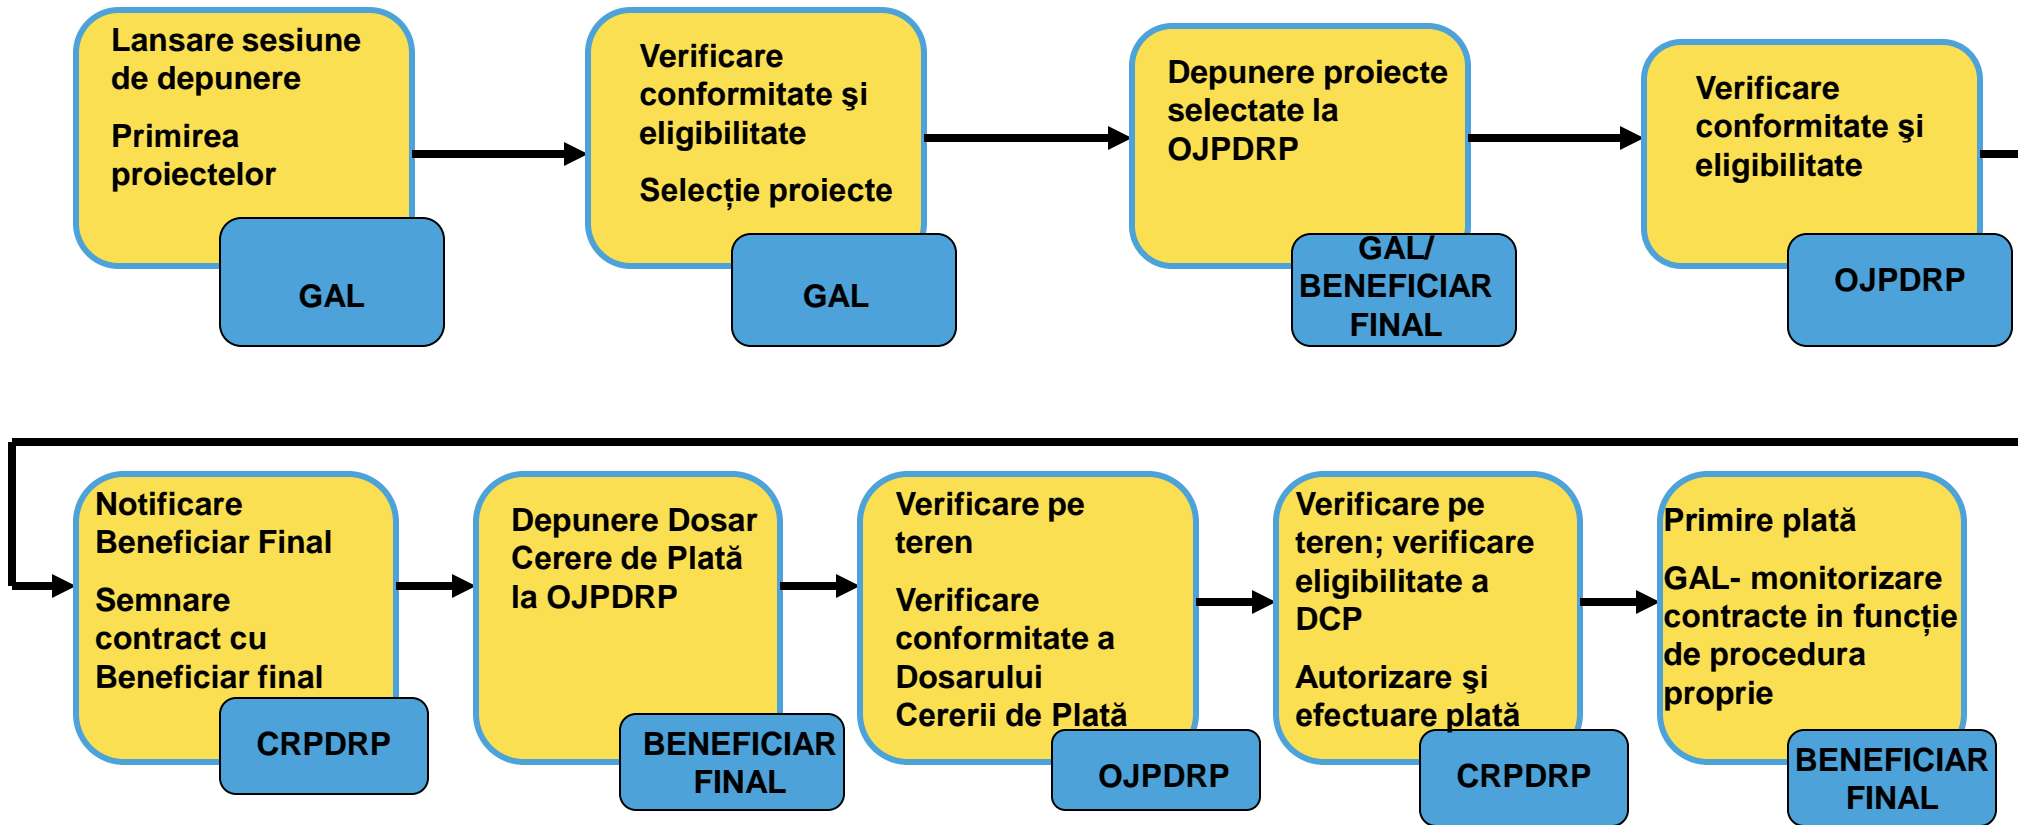 Lansare sesiune
de depunere
Primirea
proiectelor
GAL
Verificare
conformitate şi
eligibilitate
Selecție proiecte
GAL
Depunere proiecte
selectate la
OJPDRP
GAL/
BENEFICIAR
FINAL
Verificare
conformitate şi
eligibilitate
OJPDRP
Notificare
Beneficiar Final
Semnare
contract cu
Beneficiar final
CRPDRP
Depunere Dosar
Cerere de Plată
la OJPDRP
BENEFICIAR
FINAL
Verificare pe
teren
Verificare
conformitate a
Dosarului
Cererii de Plată
OJPDRP
Verificare pe
teren; verificare
eligibilitate a
DCP
Autorizare şi
efectuare plată
CRPDRP
Primire plată
GAL- monitorizare
contracte in funcție
de procedura
proprie
BENEFICIAR
FINAL